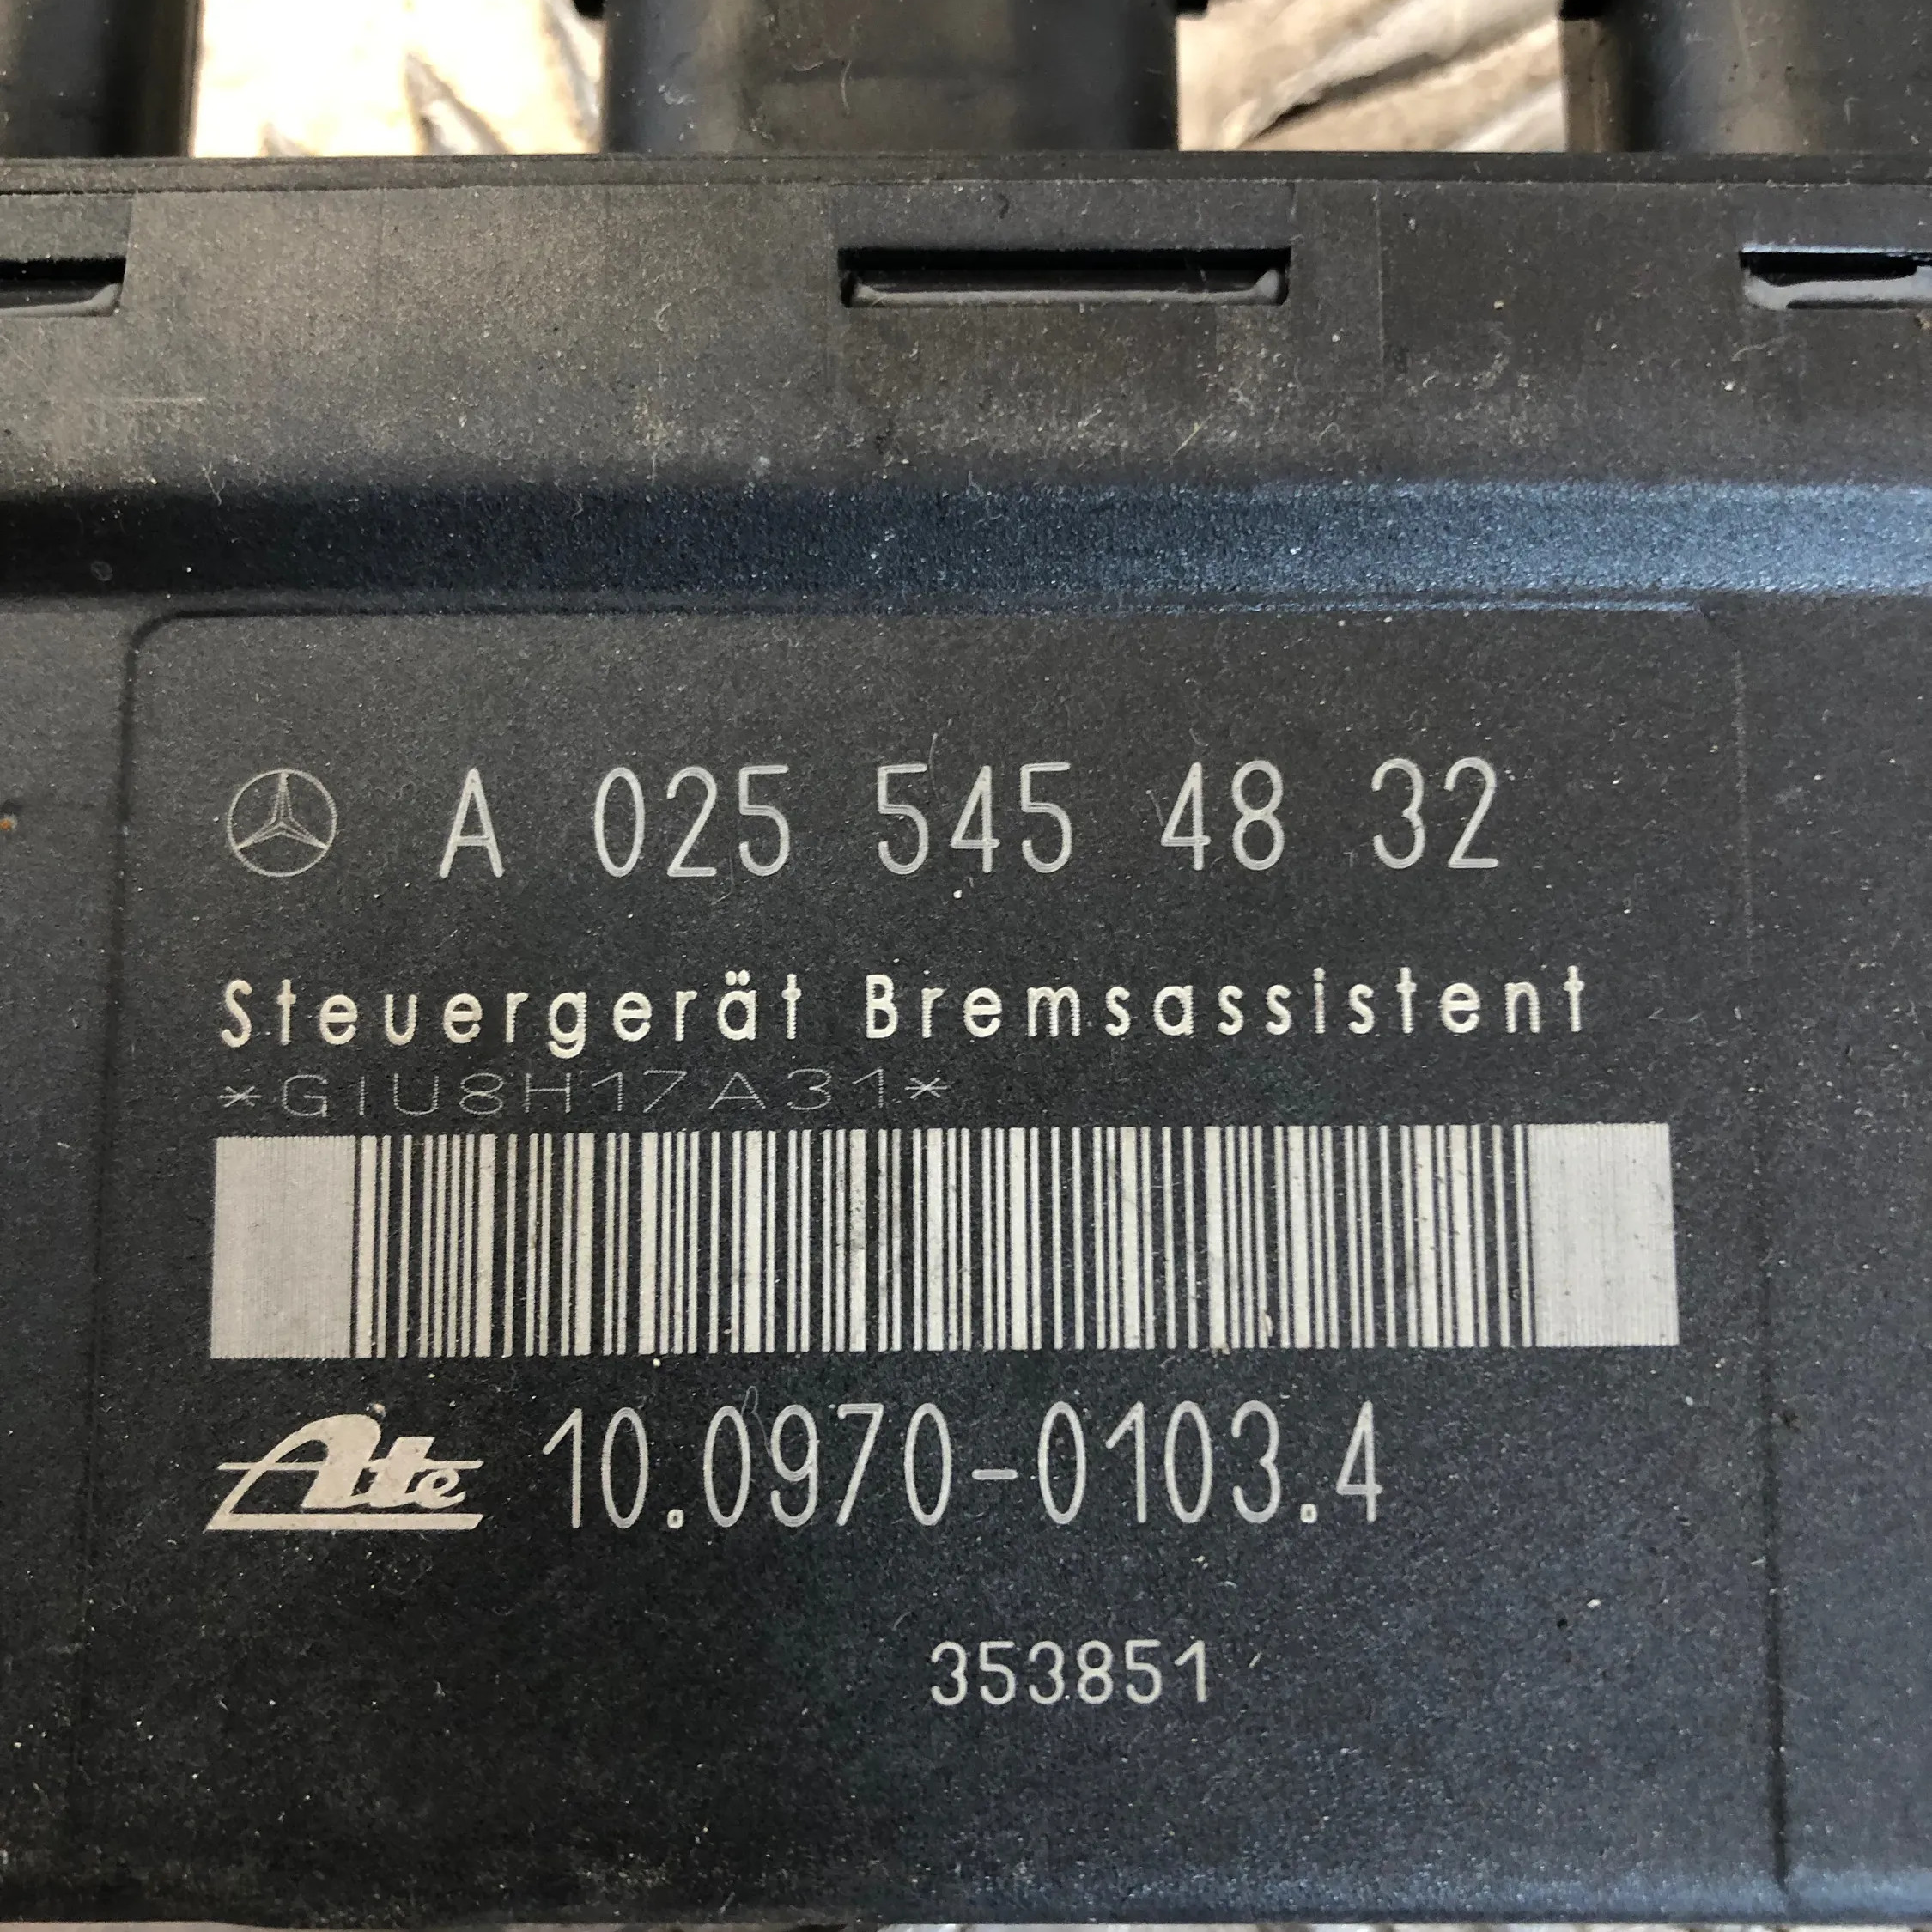 A 025 545 48 32
Steuergerät Bremsassistent
*GIU8H17A31*
Ate 10.0970-0103.4
353851